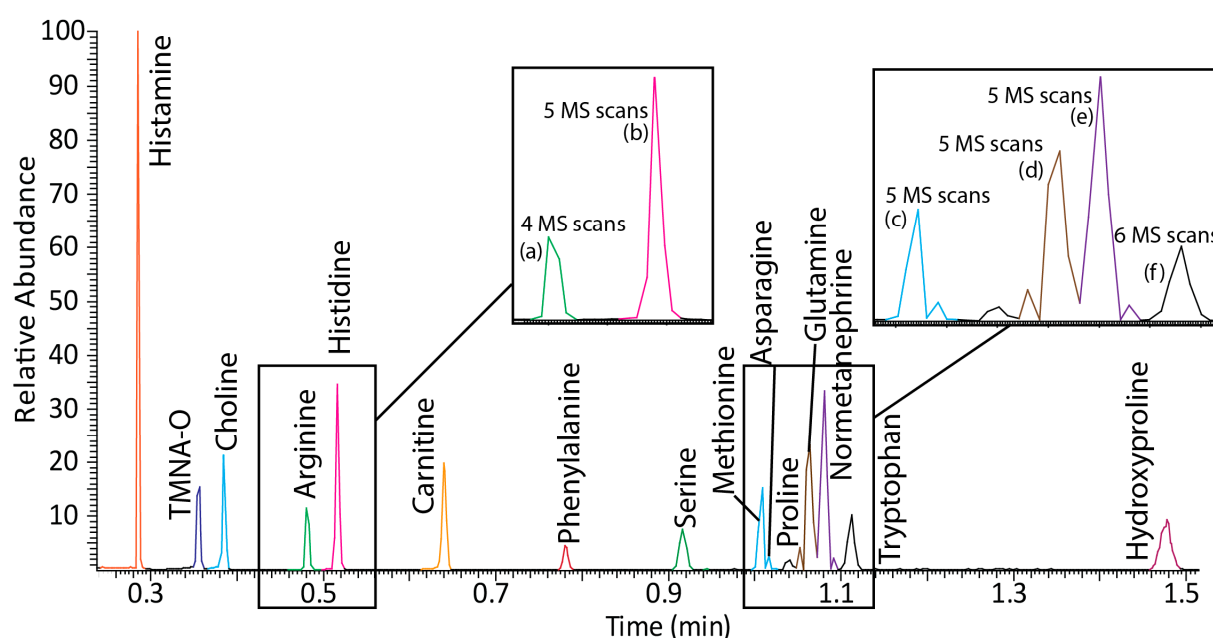 Relative Abundance
100
90
80
70
60
50
40
30
20
10
Histamine
TMNA-O
Choline
Arginine
Histidine
Carnitine
Phenylalanine
Serine
Methionine
Asparagine
Proline
Glutamine
Normetanephrine
Tryptophan
Hydroxyproline
5 MS scans
(b)
4 MS scans
(a)
5 MS scans
(e)
5 MS scans
(d)
5 MS scans
(c)
6 MS scans
(f)
0.3
0.5
0.7
0.9
1.1
1.3
1.5
Time (min)